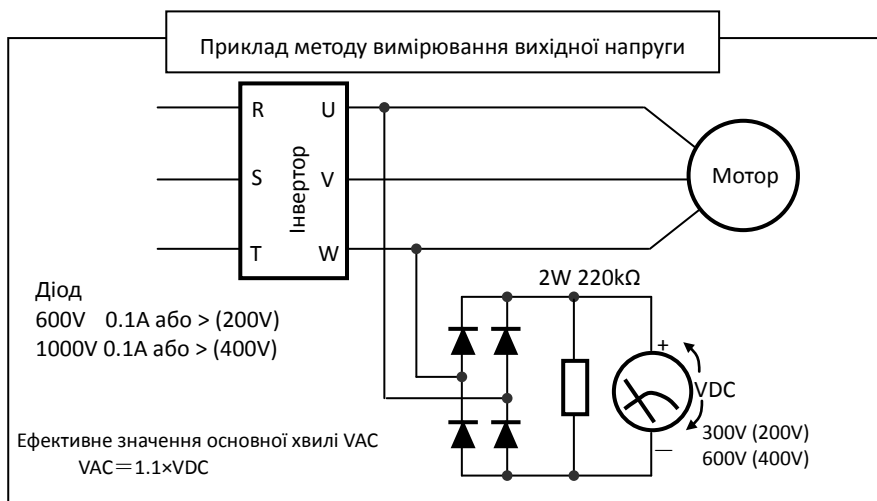 Приклад методу вимірювання вихідної напруги
R U
S V
T W
Інвертор
Мотор
Діод
600V 0.1A або > (200V)
1000V 0.1A або > (400V)
2W 220kΩ
+
VDC
300V (200V)
— 600V (400V)
Ефективне значення основної хвилі VAC
VAC＝1.1×VDC